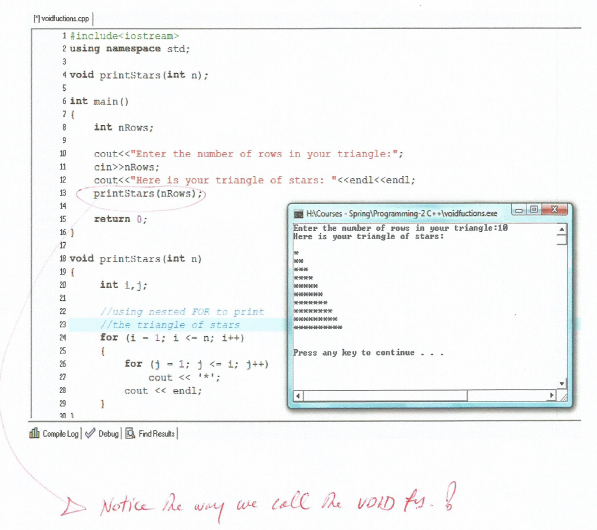 [*] voidfuctions.cpp
1 #include<iostream>
2 using namespace std;
3
4 void printStars(int n);
5
6 int main()
7 {
8 int nRows;
9
10 cout<<"Enter the number of rows in your triangle:";
11 cin>>nRows;
12 cout<<"Here is your triangle of stars: "<<endl<<endl;
13 printStars(nRows);
14
15 return 0;
16 }
17
18 void printStars(int n)
19 {
20 int i,j;
21
22 //using nested FOR to print
23 //the triangle of stars
24 for (i = 1; i <= n; i++)
25 {
26 for (j = 1; j <= i; j++)
27 cout << '*';
28 cout << endl;
29 }
30 }
H:\Courses - Spring\Programming-2 C++\voidfuctions.exe
Enter the number of rows in your triangle:10
Here is your triangle of stars:
*
**
***
****
*****
******
*******
********
*********
**********
Press any key to continue . . .
Compile Log Debug Find Results
Notice the way we call the VOID fs. !